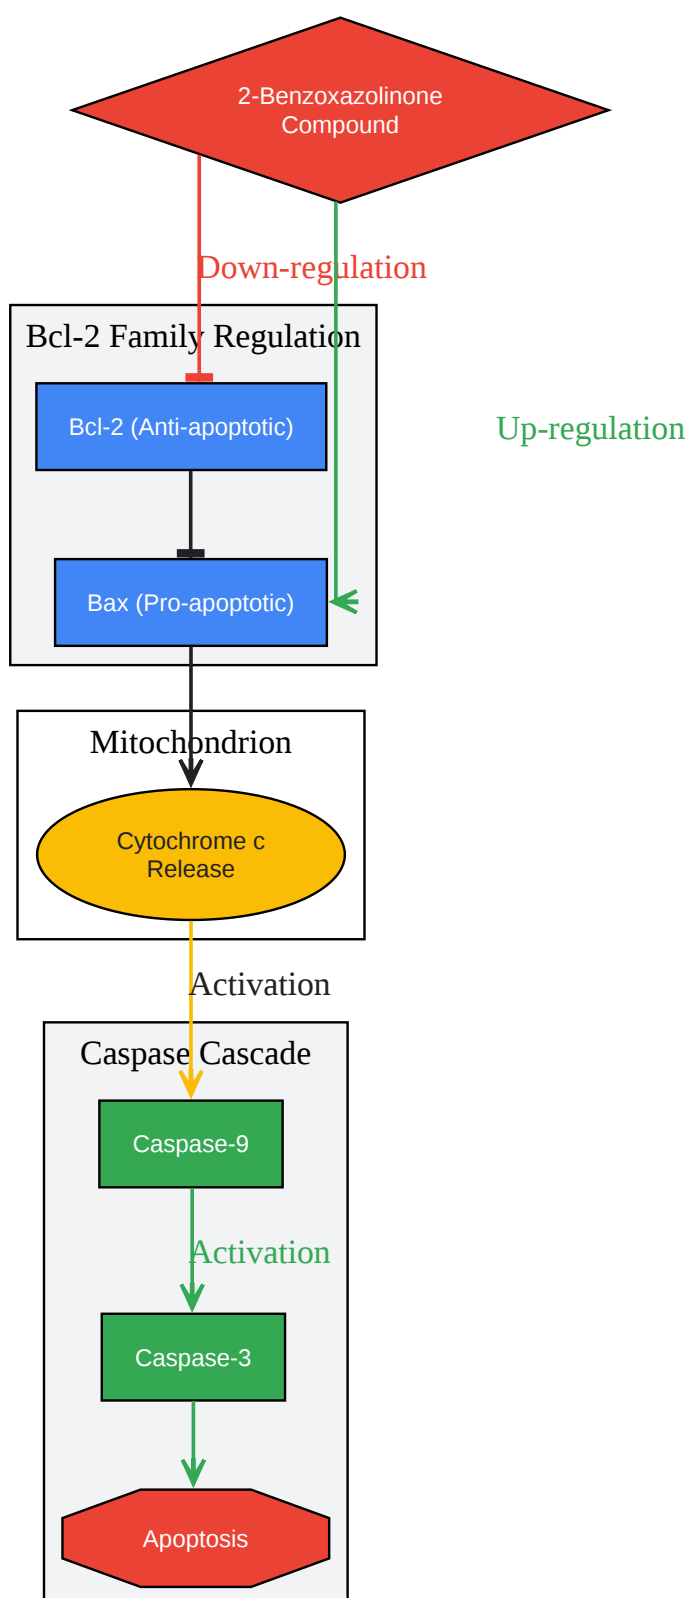 2-Benzoxazolinone
Compound
Down-regulation
Bcl-2 Family Regulation
Bcl-2 (Anti-apoptotic)
Up-regulation
Bax (Pro-apoptotic)
Mitochondrion
Cytochrome c
Release
Activation
Caspase Cascade
Caspase-9
Activation
Caspase-3
Apoptosis